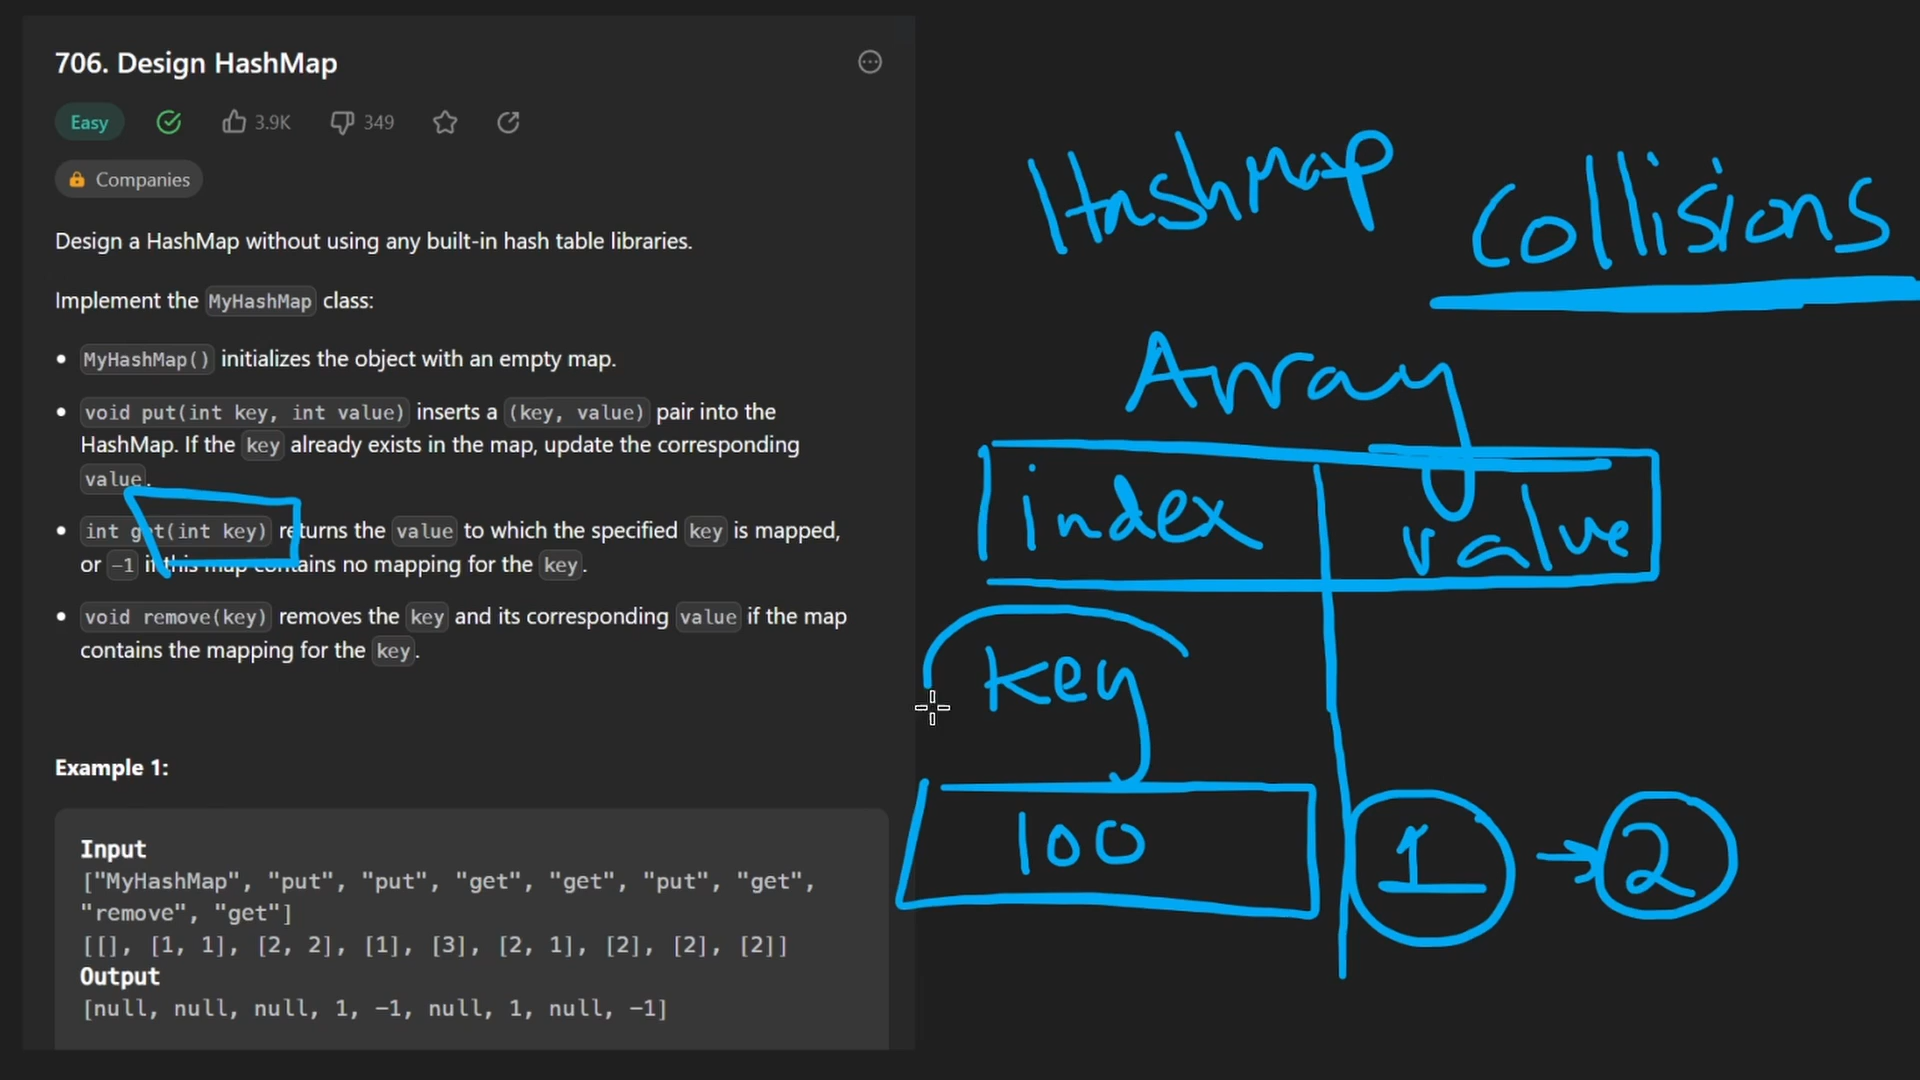 706. Design HashMap
Easy 3.9K 349
Companies
Design a HashMap without using any built-in hash table libraries.
Implement the MyHashMap class:
• MyHashMap() initializes the object with an empty map.
• void put(int key, int value) inserts a (key, value) pair into the
HashMap. If the key already exists in the map, update the corresponding
value.
• int get(int key) returns the value to which the specified key is mapped,
or -1 if this map contains no mapping for the key.
• void remove(key) removes the key and its corresponding value if the map
contains the mapping for the key.
Example 1:
Input
["MyHashMap", "put", "put", "get", "get", "put", "get",
"remove", "get"]
[[], [1, 1], [2, 2], [1], [3], [2, 1], [2], [2], [2]]
Output
[null, null, null, 1, -1, null, 1, null, -1]
HashMap
Collisions
Array
index value
key
100 1 → 2